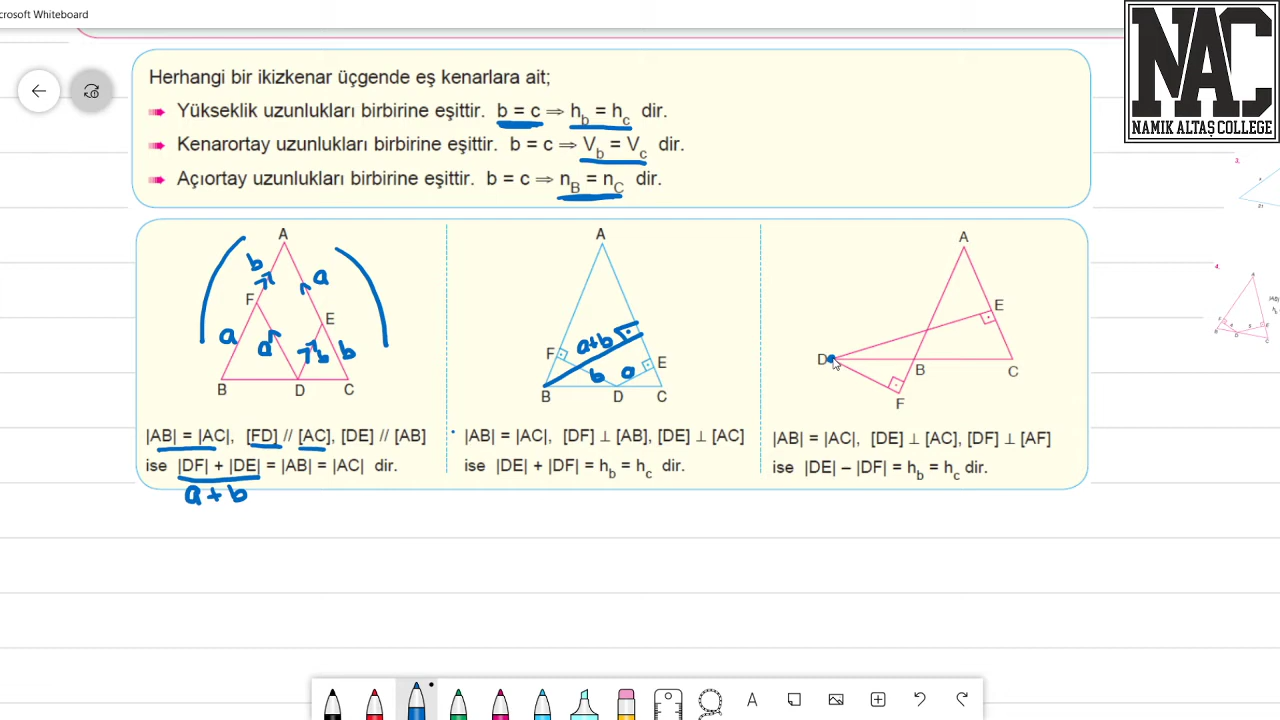 crosoft Whiteboard
NAC
NAMIK ALTAŞ COLLEGE
Herhangi bir ikizkenar üçgende eş kenarlara ait;
Yükseklik uzunlukları birbirine eşittir. b = c ⇒ h_b = h_c dir.
Kenarortay uzunlukları birbirine eşittir. b = c ⇒ V_b = V_c dir.
Açıortay uzunlukları birbirine eşittir. b = c ⇒ n_B = n_C dir.
A
b
a
F
E
a
a
b
b
B
D
C
|AB| = |AC|, [FD] // [AC], [DE] // [AB]
ise |DF| + |DE| = |AB| = |AC| dir.
a + b
A
a+b
F
E
b
a
B
D
C
|AB| = |AC|, [DF] ⊥ [AB], [DE] ⊥ [AC]
ise |DE| + |DF| = h_b = h_c dir.
A
E
D
B
C
F
|AB| = |AC|, [DE] ⊥ [AC], [DF] ⊥ [AF]
ise |DE| – |DF| = h_b = h_c dir.
3.
21
4.
A